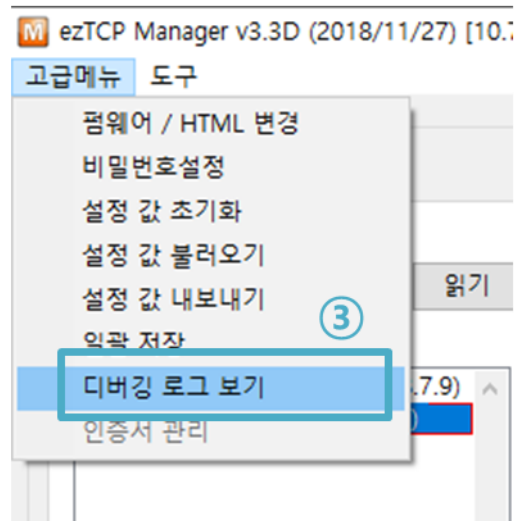 ezTCP Manager v3.3D (2018/11/27) [10.7
고급메뉴 도구
펌웨어 / HTML 변경
비밀번호설정
설정 값 초기화
설정 값 불러오기
설정 값 내보내기
읽기
③
일괄 저장
디버깅 로그 보기
.7.9)
인증서 관리